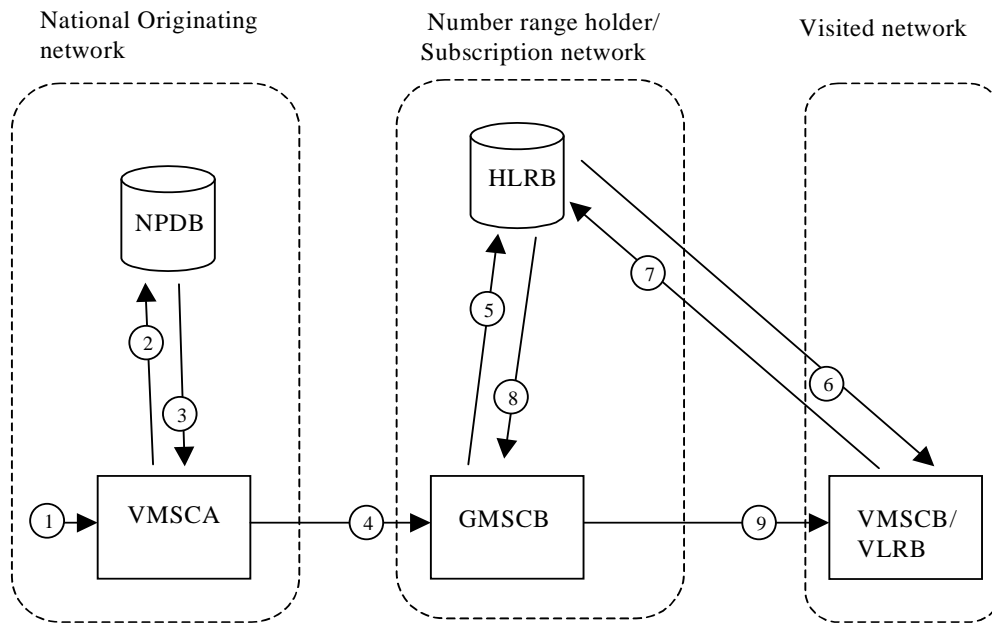 National Originating
network
Number range holder/
Subscription network
Visited network
HLRB
NPDB
7
5
2
6
8
3
1
VMSCA
4
GMSCB
9
VMSCB/
VLRB